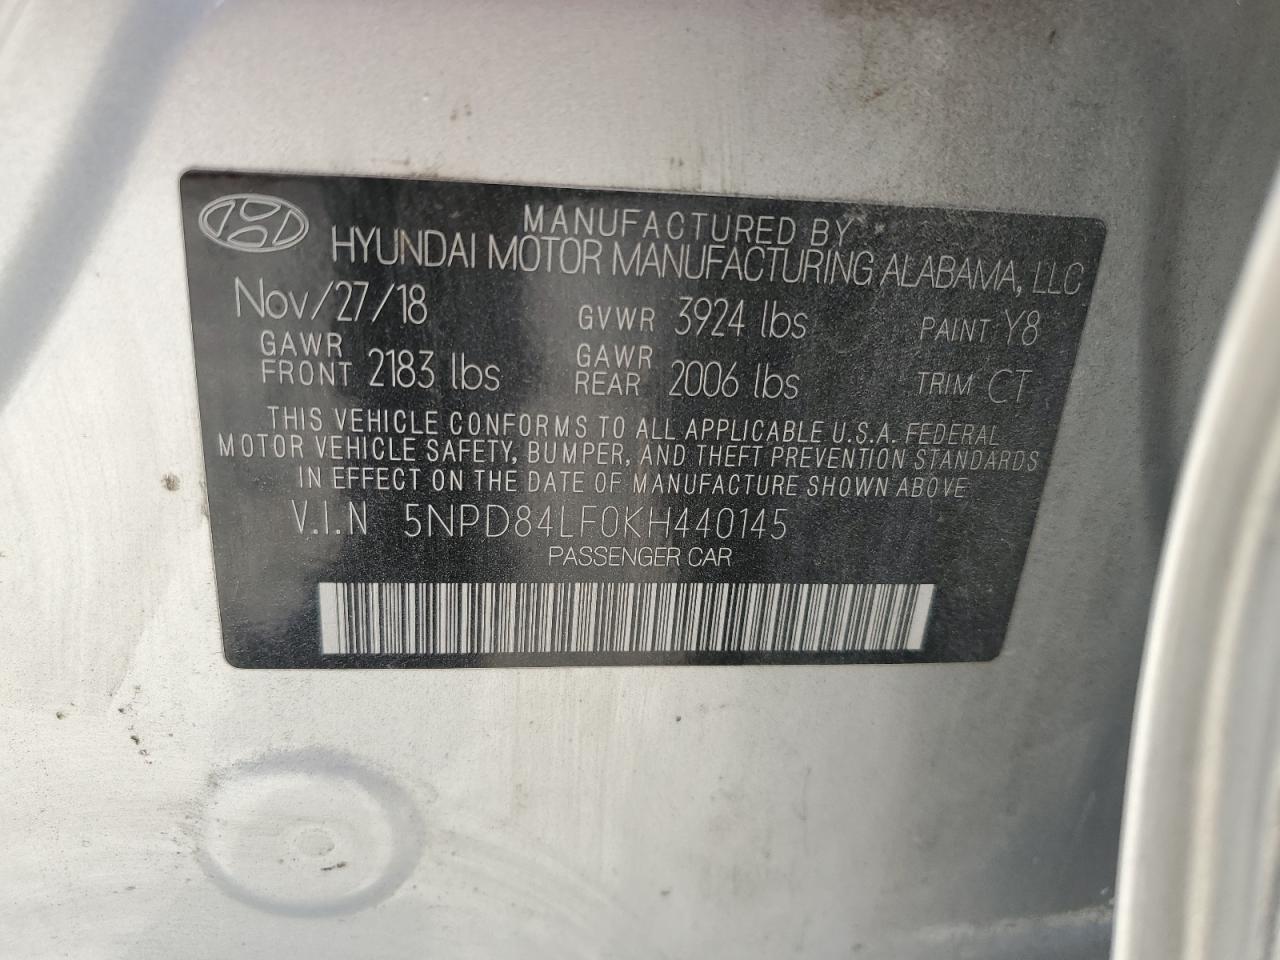 MANUFACTURED BY
HYUNDAI MOTOR MANUFACTURING ALABAMA, LLC
Nov/27/18 GVWR 3924 lbs PAINT Y8
GAWR FRONT 2183 lbs GAWR REAR 2006 lbs TRIM CT
THIS VEHICLE CONFORMS TO ALL APPLICABLE U.S.A. FEDERAL
MOTOR VEHICLE SAFETY, BUMPER, AND THEFT PREVENTION STANDARDS
IN EFFECT ON THE DATE OF MANUFACTURE SHOWN ABOVE
V.I.N 5NPD84LF0KH440145
PASSENGER CAR